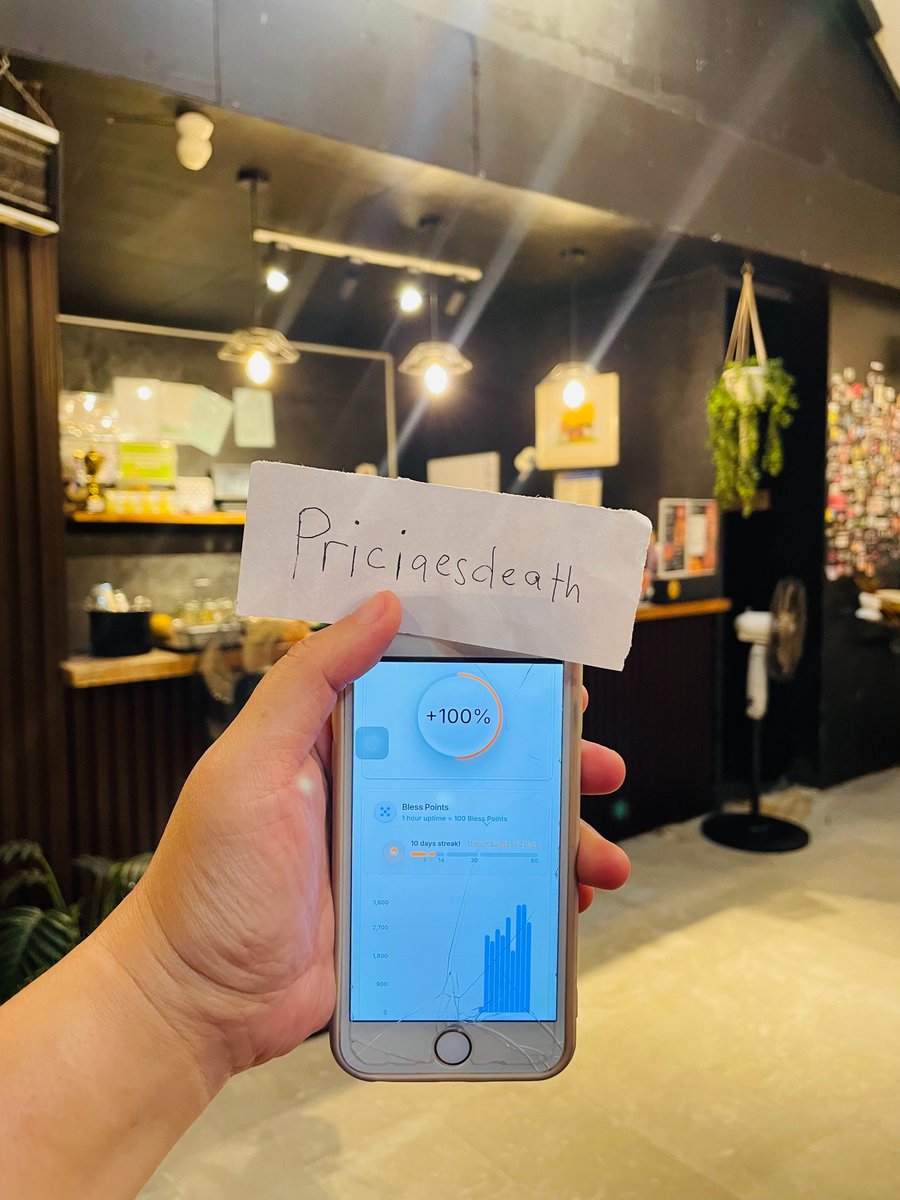 Priciqesdeath
+100%
Bless Points
1 hour uptime = 100 Bless Points
10 days streak!
7 14 30 60
3,600
2,700
1,800
900
0